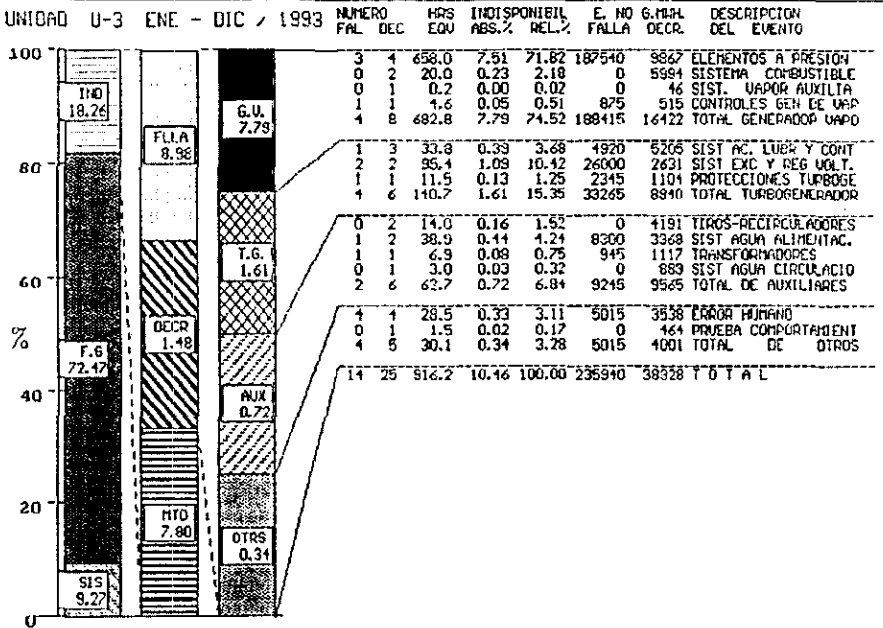 UNIDAD U-3 ENE - DIC / 1993
NUMERO HRS INDISPONIBIL E. NO G.MWH. DESCRIPCION
FAL DEC EQV ABS.% REL.% FALLA DECR. DEL EVENTO
3 4 658.0 7.51 71.82 187540 9867 ELEMENTOS A PRESION
0 2 20.0 0.23 2.18 0 5994 SISTEMA COMBUSTIBLE
0 1 0.2 0.00 0.02 0 46 SIST. VAPOR AUXILIA
1 1 4.6 0.05 0.51 875 515 CONTROLES GEN DE VAP
4 8 682.8 7.79 74.52 188415 16422 TOTAL GENERADOR VAPO
1 3 33.8 0.39 3.68 4920 5205 SIST AC. LUBR Y CONT
2 2 95.4 1.09 10.42 26000 2631 SIST EXC Y REG VOLT.
1 1 11.5 0.13 1.25 2345 1104 PROTECCIONES TURBOGE
4 6 140.7 1.61 15.35 33265 8940 TOTAL TURBOGENERADOR
0 2 14.0 0.16 1.52 0 4191 TIROS-RECIRCULADORES
1 2 38.9 0.44 4.24 8300 3368 SIST AGUA ALIMENTAC.
1 1 6.9 0.08 0.75 945 1117 TRANSFORMADORES
0 1 3.0 0.03 0.32 0 889 SIST AGUA CIRCULACIO
2 6 62.7 0.72 6.84 9245 9565 TOTAL DE AUXILIARES
4 4 28.5 0.33 3.11 5015 3538 ERROR HUMANO
0 1 1.5 0.02 0.17 0 464 PRUEBA COMPORTAMIENT
4 5 30.1 0.34 3.28 5015 4001 TOTAL DE OTROS
14 25 916.2 10.46 100.00 235940 38928 T O T A L
100
80
60
%
40
20
0
IND
18.26
F.G
72.47
SIS
9.27
FLLA
8.98
DECR
1.48
MTO
7.80
G.V.
7.79
T.G.
1.61
AUX
0.72
OTRS
0.34